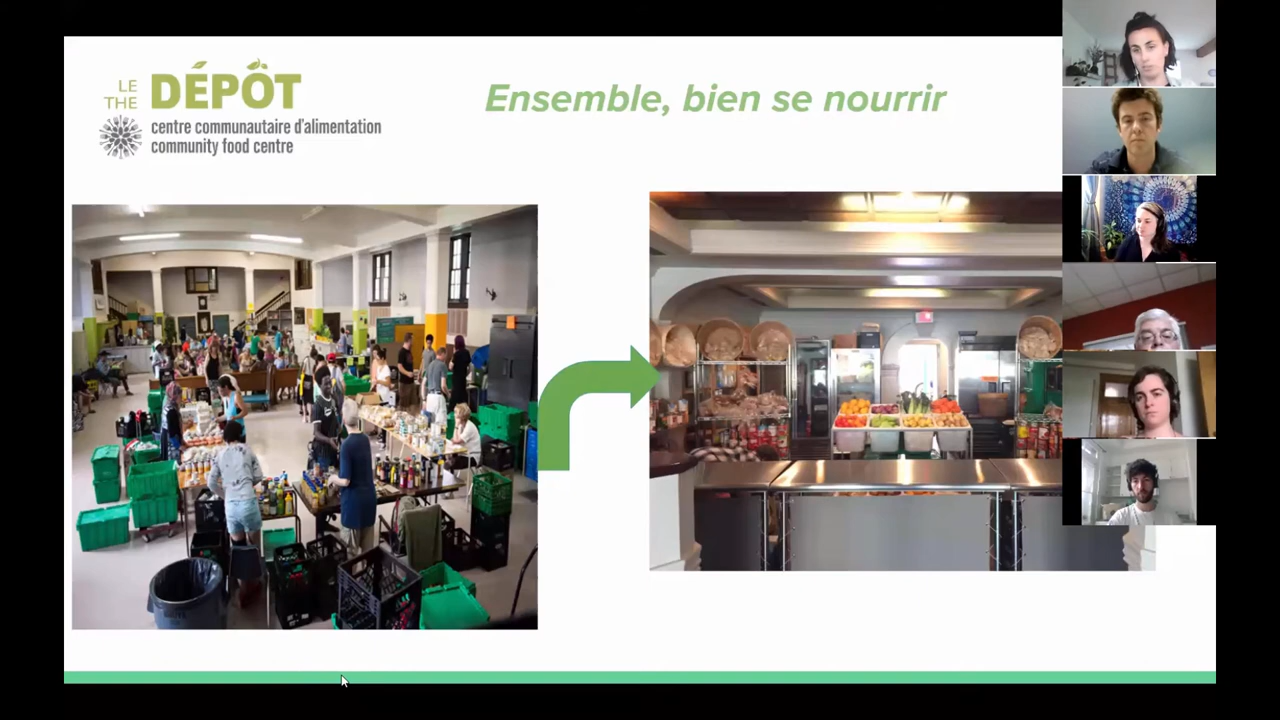 LE
THE
DÉPÔT
centre communautaire d'alimentation
community food centre
Ensemble, bien se nourrir